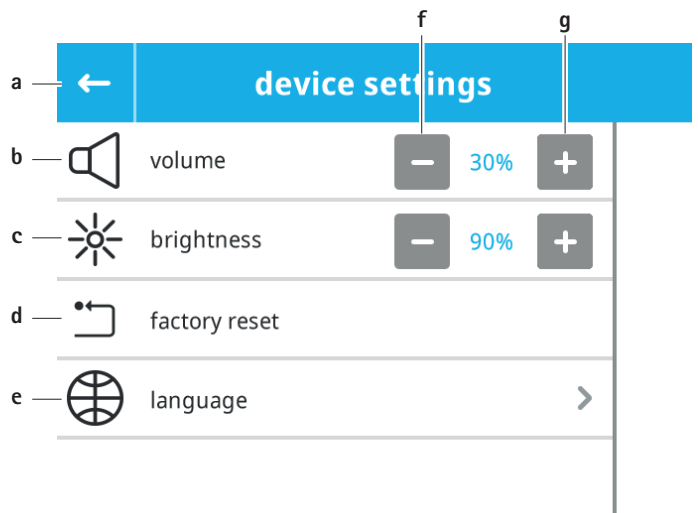 f g
a device settings
b volume 30%
c brightness 90%
d factory reset
e language